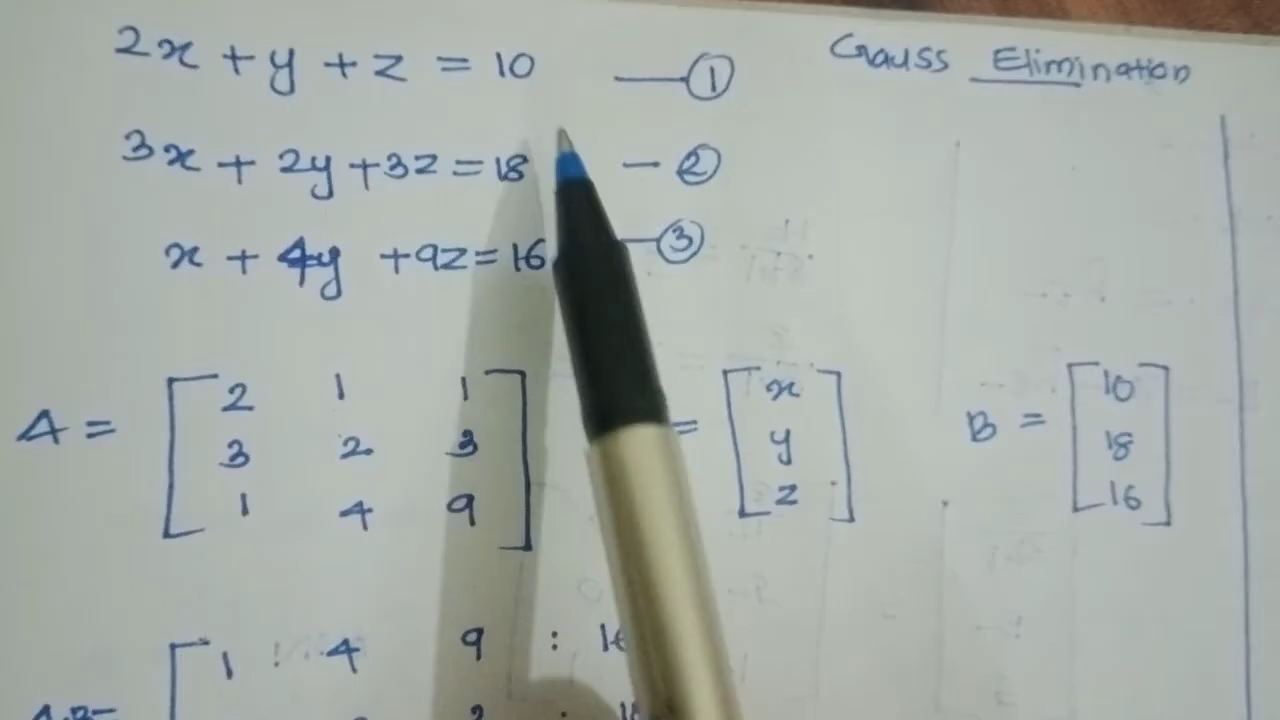 2x + y + z = 10 —①
Gauss Elimination
3x + 2y + 3z = 18 — ②
x + 4y + 9z = 16 —③
A = [ 2 1 1
3 2 3
1 4 9 ]
= [ x
y
z ]
B = [ 10
18
16 ]
[ 1 4 9 :